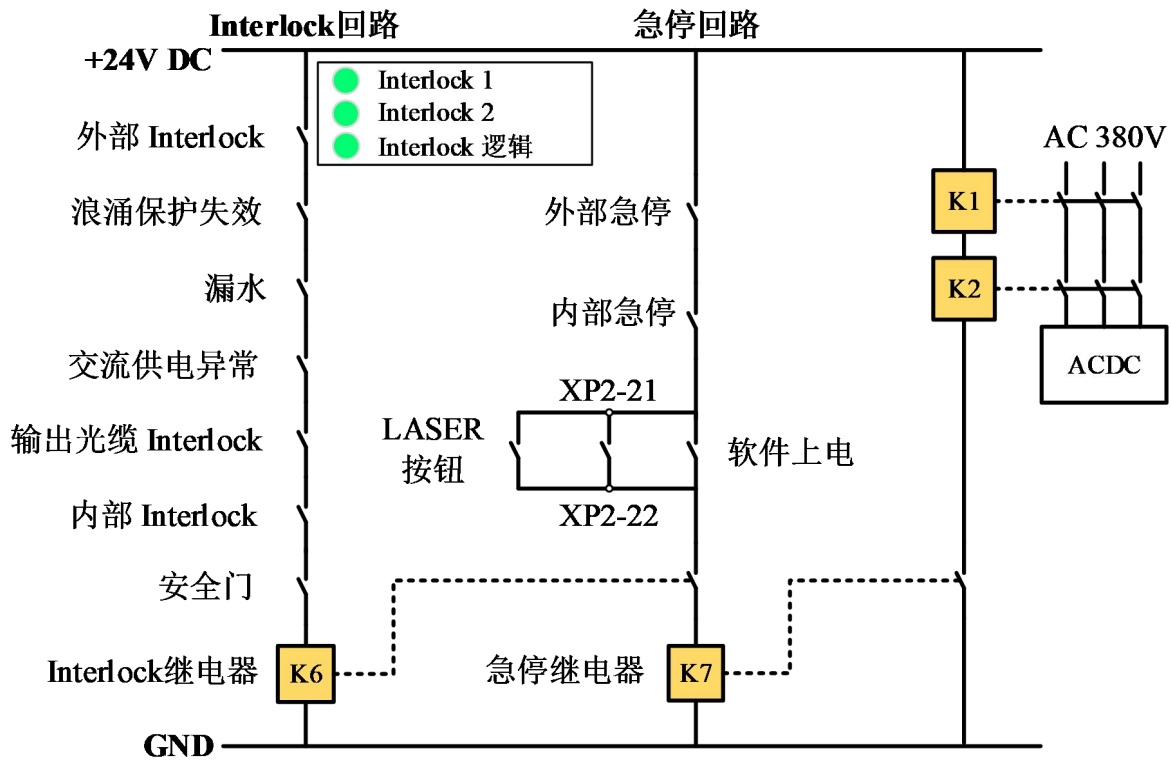 Interlock回路
急停回路
+24V DC
Interlock 1
Interlock 2
Interlock 逻辑
外部 Interlock
AC 380V
浪涌保护失效
外部急停
K1
漏水
K2
内部急停
交流供电异常
ACDC
XP2-21
输出光缆 Interlock
LASER
按钮
软件上电
内部 Interlock
XP2-22
安全门
Interlock继电器
K6
急停继电器
K7
GND